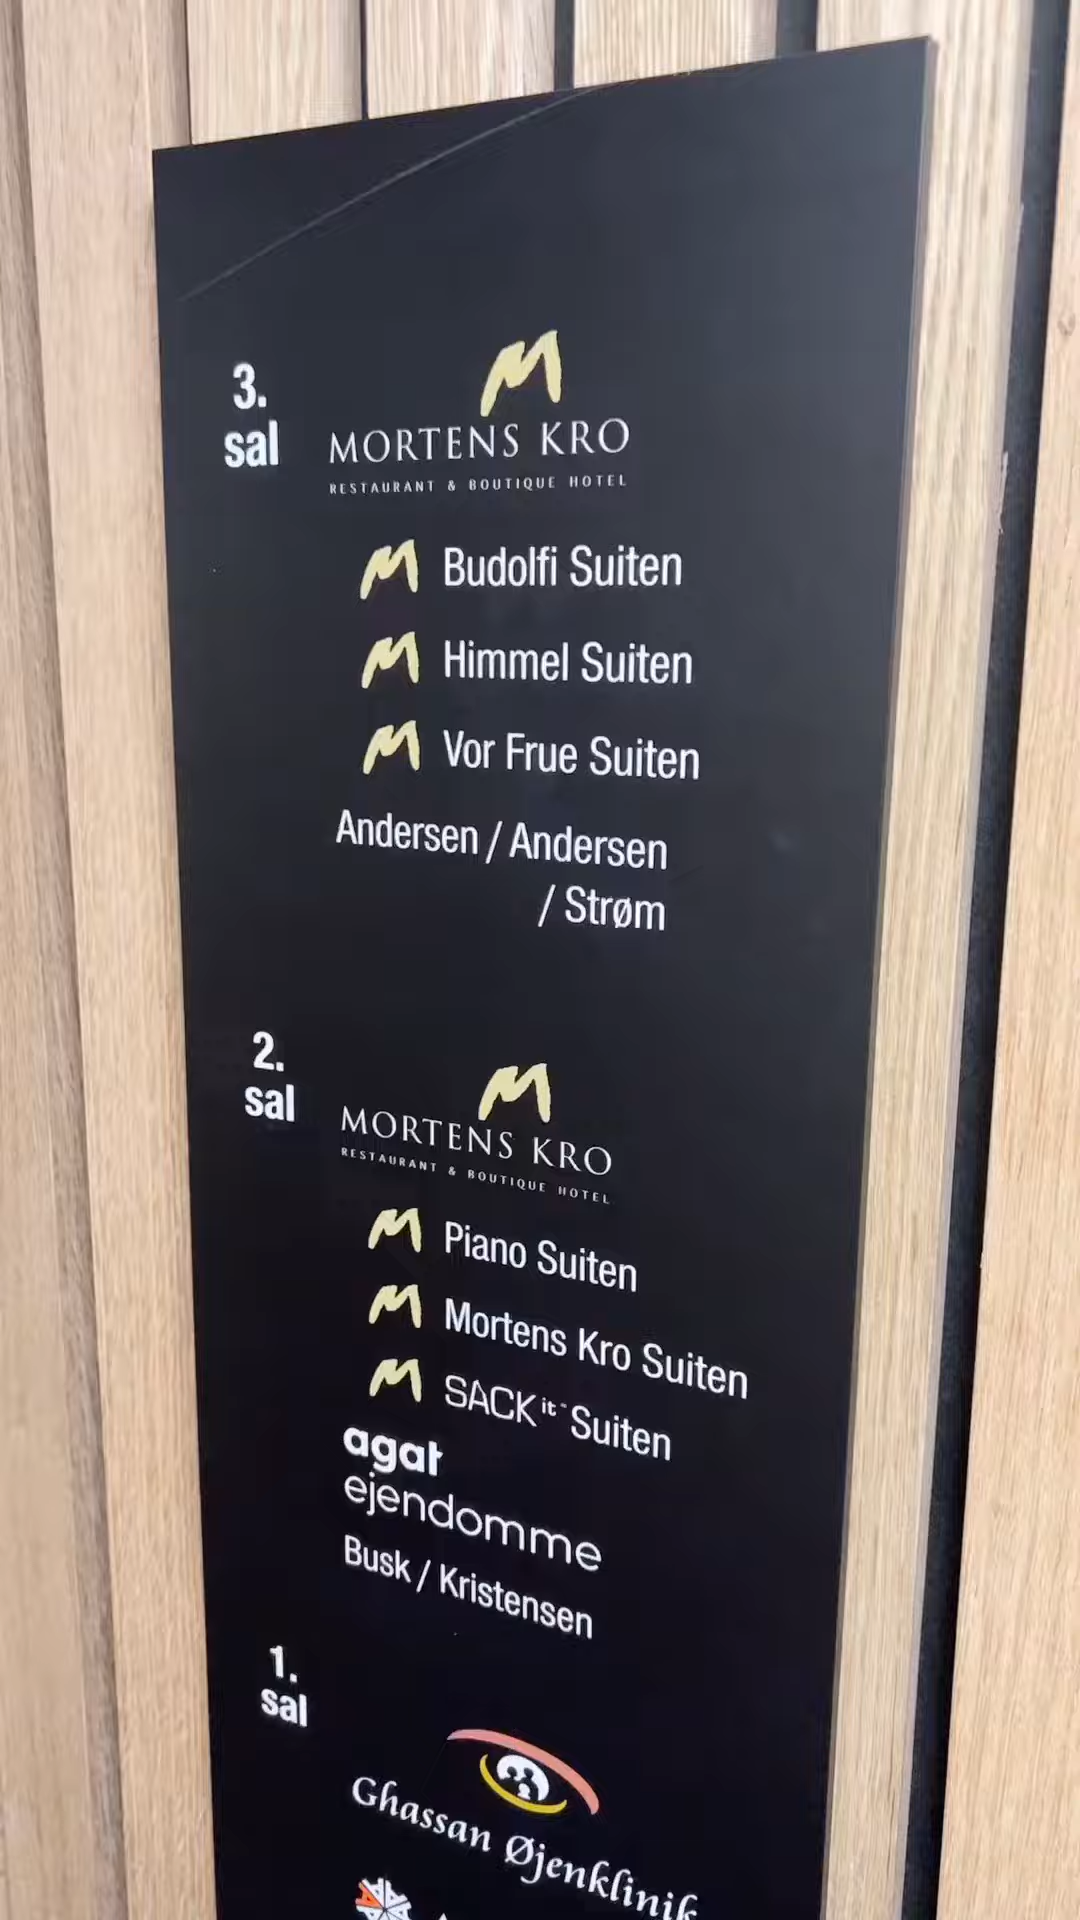 3.
sal
MORTENS KRO
RESTAURANT & BOUTIQUE HOTEL
Budolfi Suiten
Himmel Suiten
Vor Frue Suiten
Andersen / Andersen
/ Strøm
2.
sal
MORTENS KRO
RESTAURANT & BOUTIQUE HOTEL
Piano Suiten
Mortens Kro Suiten
SACKit Suiten
agat
ejendomme
Busk / Kristensen
1.
sal
Ghassan Øjenklinik